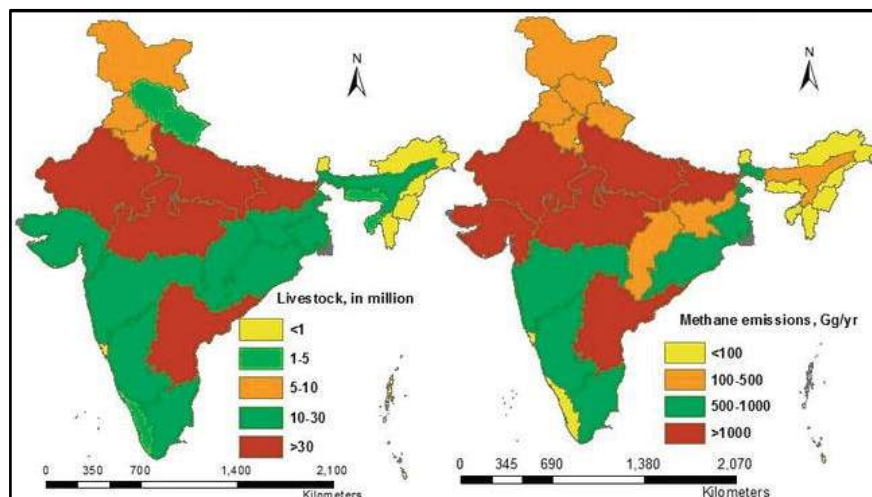 N
Livestock, in million
<1
1-5
5-10
10-30
>30
0 350 700 1,400 2,100
Kilometers
N
Methane emissions, Gg/yr
<100
100-500
500-1000
>1000
0 345 690 1,380 2,070
Kilometers